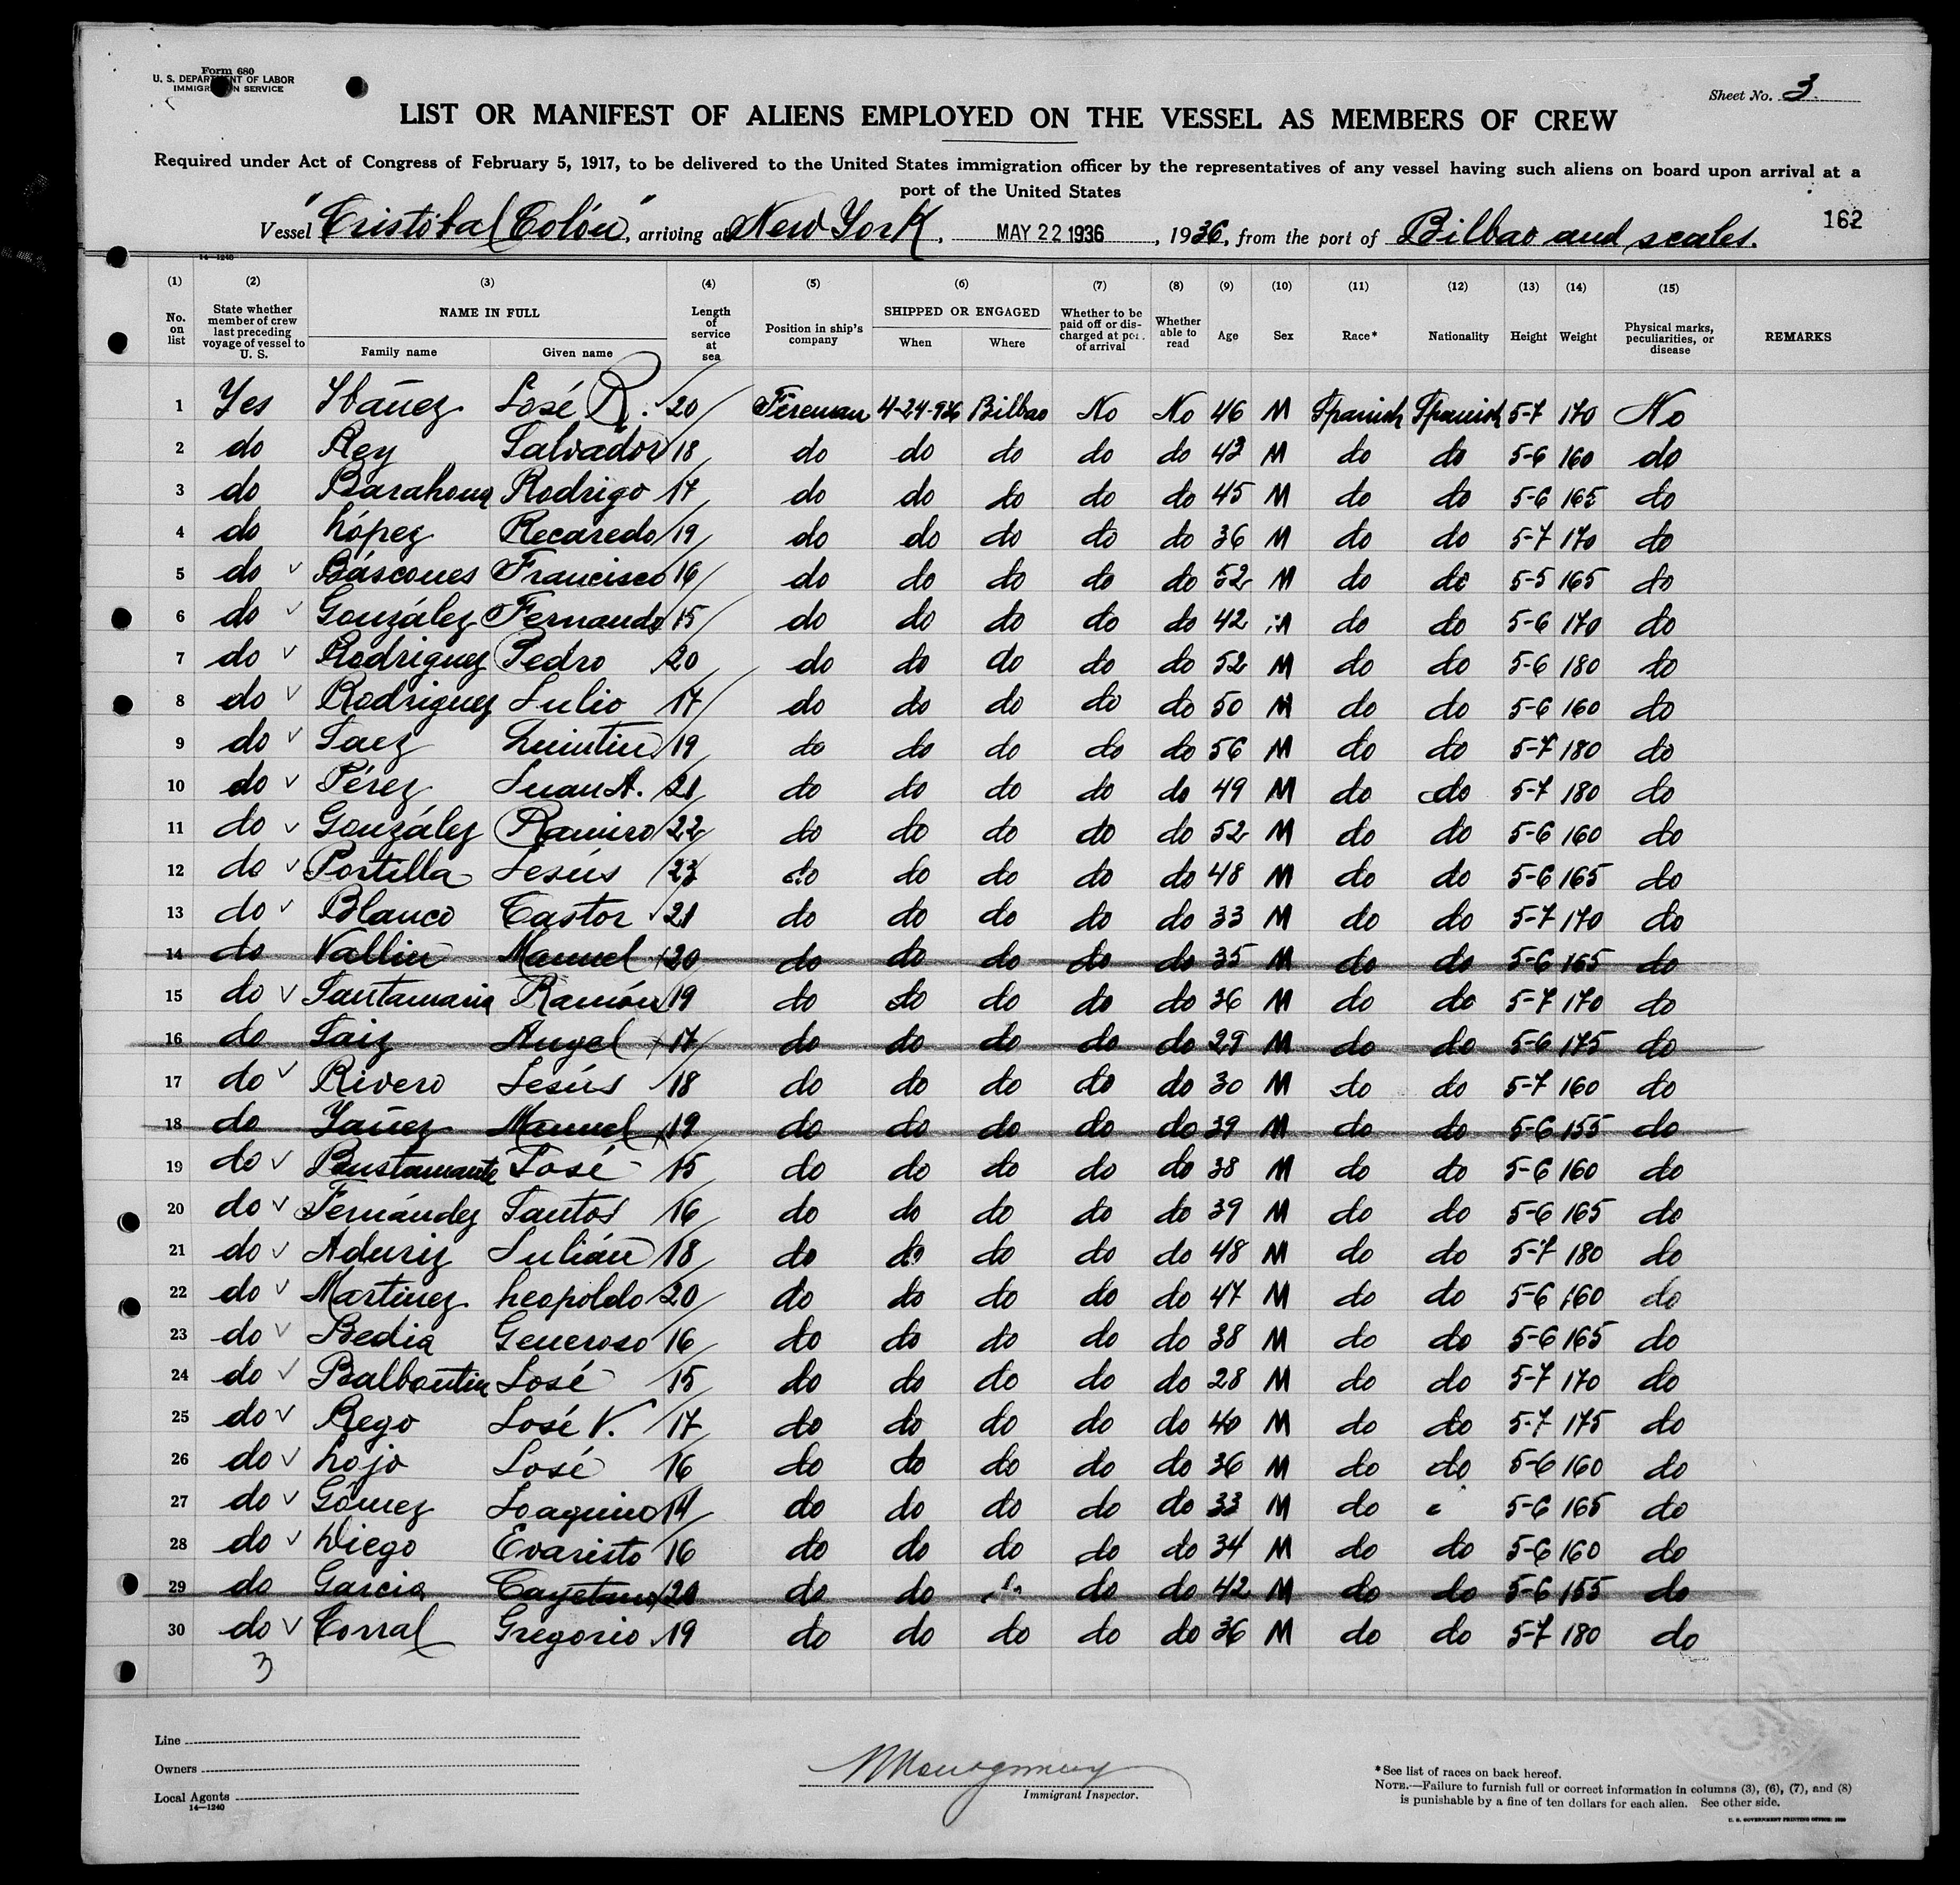 Form 680
U. S. DEPARTMENT OF LABOR
IMMIGRATION SERVICE
Sheet No. 3.
LIST OR MANIFEST OF ALIENS EMPLOYED ON THE VESSEL AS MEMBERS OF CREW
Required under Act of Congress of February 5, 1917, to be delivered to the United States immigration officer by the representatives of any vessel having such aliens on board upon arrival at a
port of the United States
162
Vessel "Cristóbal Colón", arriving at New York, MAY 22 1936, 1936, from the port of Bilbao and scales.
14—1240
(1) (2) (3) (4) (5) (6) (7) (8) (9) (10) (11) (12) (13) (14) (15)
No. on list State whether member of crew last preceding voyage of vessel to U. S. NAME IN FULL Family name Given name Length of service at sea Position in ship's company SHIPPED OR ENGAGED When Where Whether to be paid off or discharged at port of arrival Whether able to read Age Sex Race* Nationality Height Weight Physical marks, peculiarities, or disease REMARKS
1 Yes Ibañez José R. 20 Fireman 4-24-936 Bilbao No No 46 M Spanish Spanish 5-7 170 No
2 do Rey Salvador 18 do do do do do 42 M do do 5-6 160 do
3 do Barahona Rodrigo 17 do do do do do 45 M do do 5-6 165 do
4 do López Recaredo 19 do do do do do 36 M do do 5-7 170 do
5 do ✓ Báscones Francisco 16 do do do do do 52 M do do 5-5 165 do
6 do ✓ González Fernando 15 do do do do do 42 M do do 5-6 170 do
7 do ✓ Rodriguez Pedro 20 do do do do do 52 M do do 5-6 180 do
8 do ✓ Rodriguez Julio 17 do do do do do 50 M do do 5-6 160 do
9 do ✓ Saez Quintin 19 do do do do do 56 M do do 5-7 180 do
10 do ✓ Pérez Juan A. 21 do do do do do 49 M do do 5-7 180 do
11 do ✓ González Ramiro 22 do do do do do 52 M do do 5-6 160 do
12 do ✓ Portilla Jesús 23 do do do do do 48 M do do 5-6 165 do
13 do ✓ Blanco Castor 21 do do do do do 33 M do do 5-7 170 do
14 do Vallin Manuel 20 do do do do do 35 M do do 5-6 165 do
15 do ✓ Santamaria Ramón 19 do do do do do 36 M do do 5-7 170 do
16 do Saiz Angel 17 do do do do do 29 M do do 5-6 175 do
17 do ✓ Rivero Jesús 18 do do do do do 30 M do do 5-7 160 do
18 do Yañez Manuel 19 do do do do do 39 M do do 5-6 155 do
19 do ✓ Bustamante José 15 do do do do do 38 M do do 5-6 160 do
20 do ✓ Fernández Santos 16 do do do do do 39 M do do 5-6 165 do
21 do ✓ Aduriz Julián 18 do do do do do 48 M do do 5-7 180 do
22 do ✓ Martinez Leopoldo 20 do do do do do 47 M do do 5-6 160 do
23 do ✓ Bedia Generoso 16 do do do do do 38 M do do 5-6 165 do
24 do ✓ Balbontin José 15 do do do do do 28 M do do 5-7 170 do
25 do ✓ Rego José V. 17 do do do do do 40 M do do 5-7 175 do
26 do ✓ Lojo José 16 do do do do do 36 M do do 5-6 160 do
27 do ✓ Gómez Joaquino 14 do do do do do 33 M do 5-6 165 do
28 do ✓ Diego Evaristo 16 do do do do do 34 M do do 5-6 160 do
29 do Garcia Cayetano 20 do do do do do 42 M do do 5-6 155 do
30 do ✓ Corral Gregorio 19 do do do do do 36 M do do 5-7 180 do
3
Line
Owners
Local Agents
14—1240
Immigrant Inspector.
*See list of races on back hereof.
NOTE.—Failure to furnish full or correct information in columns (3), (6), (7), and (8)
is punishable by a fine of ten dollars for each alien. See other side.
U. S. GOVERNMENT PRINTING OFFICE: